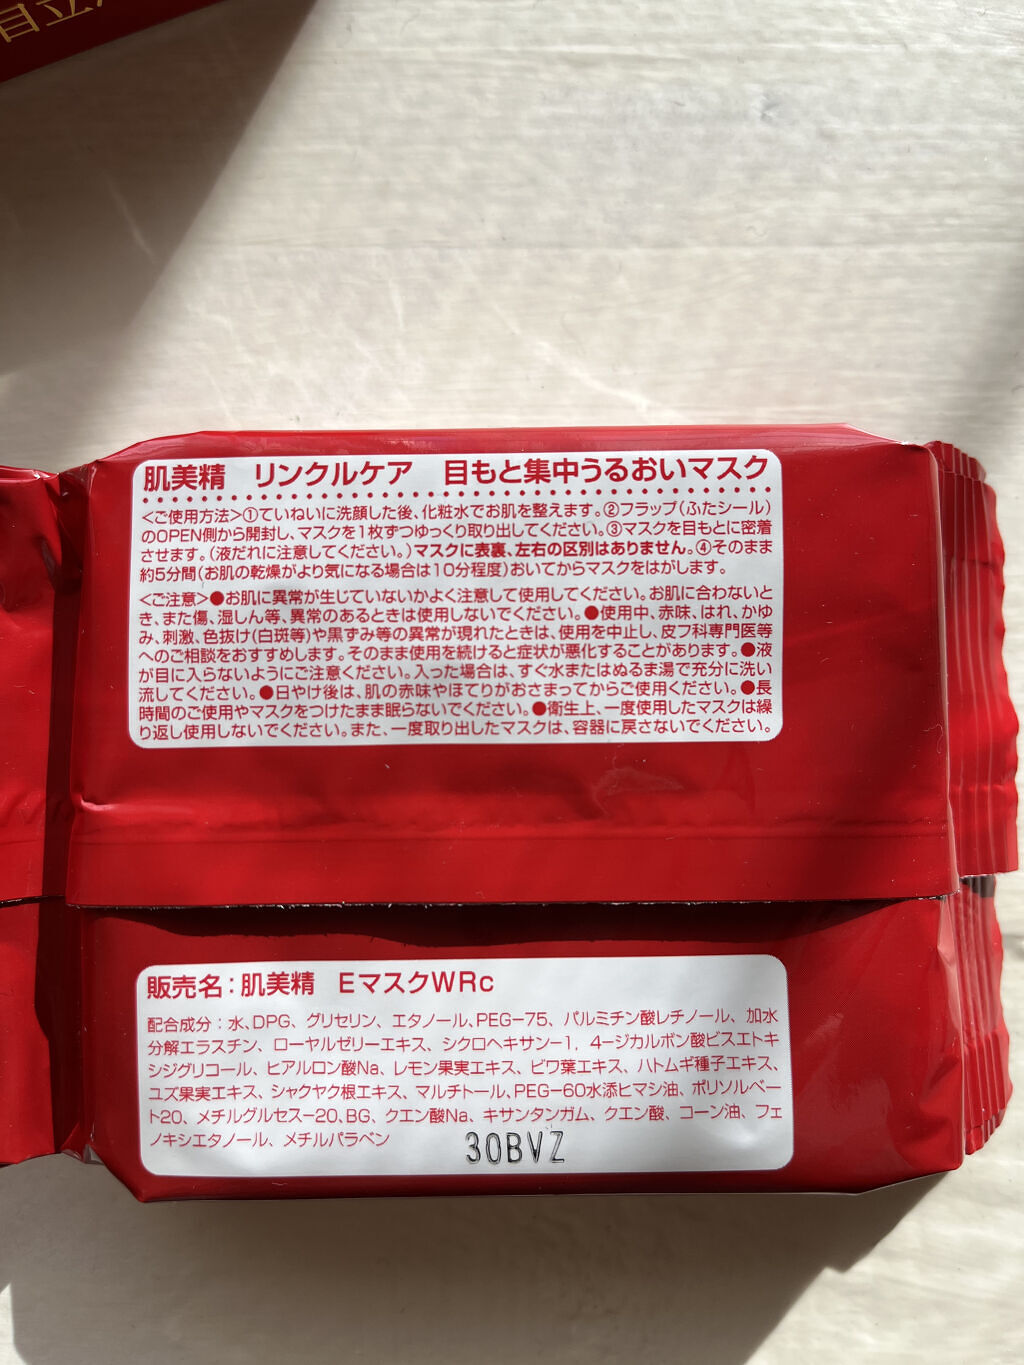 目立
肌美精 リンクルケア 目もと集中うるおいマスク
<ご使用方法>①ていねいに洗顔した後、化粧水でお肌を整えます。②フラップ(ふたシール)
のOPEN側から開封し、マスクを1枚ずつゆっくり取り出してください。③マスクを目もとに密着
させます。(液だれに注意してください。)マスクに表裏、左右の区別はありません。④そのまま
約5分間(お肌の乾燥がより気になる場合は10分程度)おいてからマスクをはがします。
<ご注意>●お肌に異常が生じていないかよく注意して使用してください。お肌に合わないと
き、また傷、湿しん等、異常のあるときは使用しないでください。●使用中、赤味、はれ、かゆ
み、刺激、色抜け(白斑等)や黒ずみ等の異常が現れたときは、使用を中止し、皮フ科専門医等
へのご相談をおすすめします。そのまま使用を続けると症状が悪化することがあります。●液
が目に入らないようにご注意ください。入った場合は、すぐ水またはぬるま湯で充分に洗い
流してください。●日やけ後は、肌の赤味やほてりがおさまってからご使用ください。●長
時間のご使用やマスクをつけたまま眠らないでください。●衛生上、一度使用したマスクは繰
り返し使用しないでください。また、一度取り出したマスクは、容器に戻さないでください。
販売名:肌美精 EマスクWRc
配合成分:水、DPG、グリセリン、エタノール、PEG-75、パルミチン酸レチノール、加水
分解エラスチン、ローヤルゼリーエキス、シクロヘキサン-1, 4-ジカルボン酸ビスエトキ
シジグリコール、ヒアルロン酸Na、レモン果実エキス、ビワ葉エキス、ハトムギ種子エキス、
ユズ果実エキス、シャクヤク根エキス、マルチトール、PEG-60水添ヒマシ油、ポリソルベー
ト20、メチルグルセス-20、BG、クエン酸Na、キサンタンガム、クエン酸、コーン油、フェ
ノキシエタノール、メチルパラベン
30BVZ